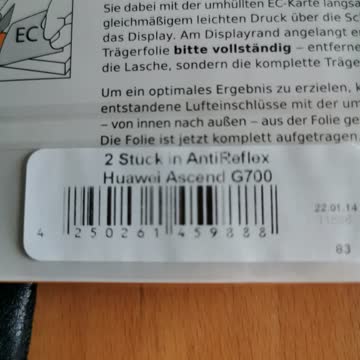 Sie dabei mit der umhüllten EC-Karte langsa
gleichmäßigem leichten Druck über die Sc
das Display. Am Displayrand angelangt e
Trägerfolie bitte vollständig – entferne
die Lasche, sondern die komplette Träge
EC
Um ein optimales Ergebnis zu erzielen, k
entstandene Lufteinschlüsse mit der um
– von innen nach außen – aus der Folie ge
Die Folie ist jetzt komplett aufgetragen.
2 Stuck in AntiReflex
Huawei Ascend G700
22.01.14
4 250261 459888
83